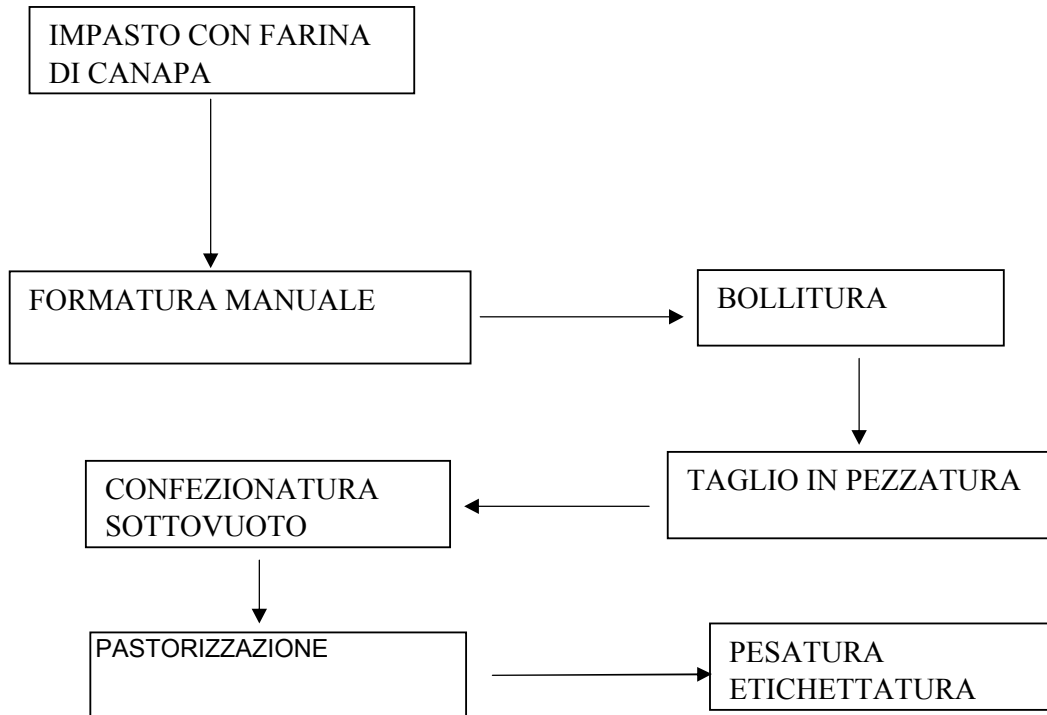 IMPASTO CON FARINA
DI CANAPA
FORMATURA MANUALE
BOLLITURA
TAGLIO IN PEZZATURA
CONFEZIONATURA
SOTTOVUOTO
PASTORIZZAZIONE
PESATURA
ETICHETTATURA